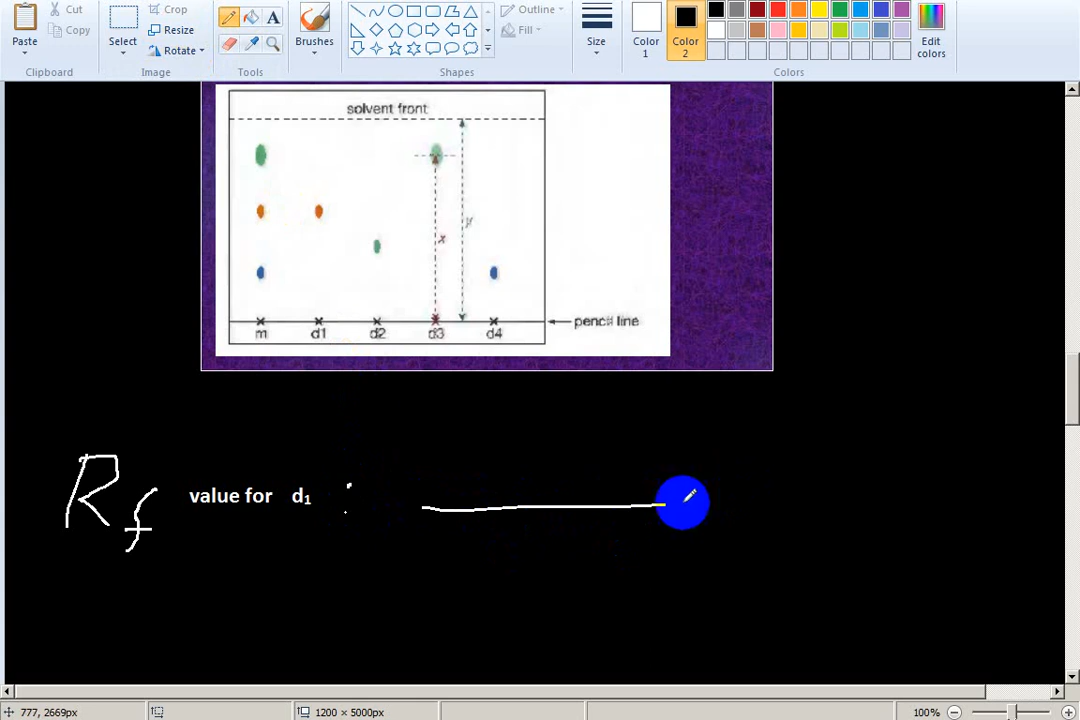 Cut
Crop
Outline
Copy
Resize
Fill
Paste
Select
Rotate
Brushes
Size
Color 1
Color 2
Edit colors
Clipboard
Image
Tools
Shapes
Colors
solvent front
x
y
pencil line
m d1 d2 d3 d4
Rf value for d1 :
777, 2669px
1200 × 5000px
100%